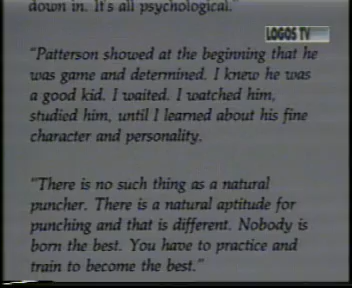 down in. It's all psychological."
LOGOS TV
"Patterson showed at the beginning that he
was game and determined. I knew he was
a good kid. I waited. I watched him,
studied him, until I learned about his fine
character and personality.
"There is no such thing as a natural
puncher. There is a natural aptitude for
punching and that is different. Nobody is
born the best. You have to practice and
train to become the best."